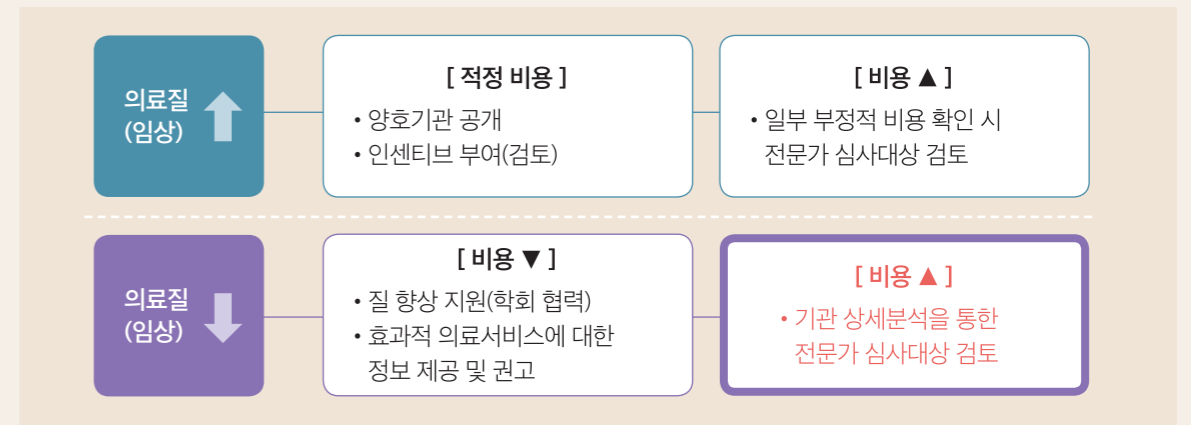 의료질
(임상)
[ 적정 비용 ]
• 양호기관 공개
• 인센티브 부여(검토)
[ 비용 ▲ ]
• 일부 부정적 비용 확인 시
전문가 심사대상 검토
의료질
(임상)
[ 비용 ▼ ]
• 질 향상 지원(학회 협력)
• 효과적 의료서비스에 대한
정보 제공 및 권고
[ 비용 ▲ ]
• 기관 상세분석을 통한
전문가 심사대상 검토